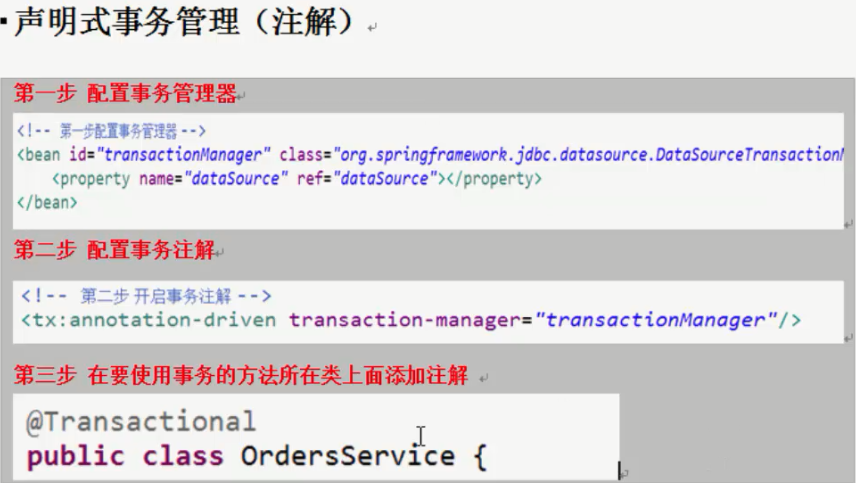 ▪声明式事务管理（注解）
第一步 配置事务管理器
<!-- 第一步配置事务管理器 -->
<bean id="transactionManager" class="org.springframework.jdbc.datasource.DataSourceTransactionM
<property name="dataSource" ref="dataSource"></property>
</bean>
第二步 配置事务注解
<!-- 第二步 开启事务注解 -->
<tx:annotation-driven transaction-manager="transactionManager"/>
第三步 在要使用事务的方法所在类上面添加注解
@Transactional
public class OrdersService {